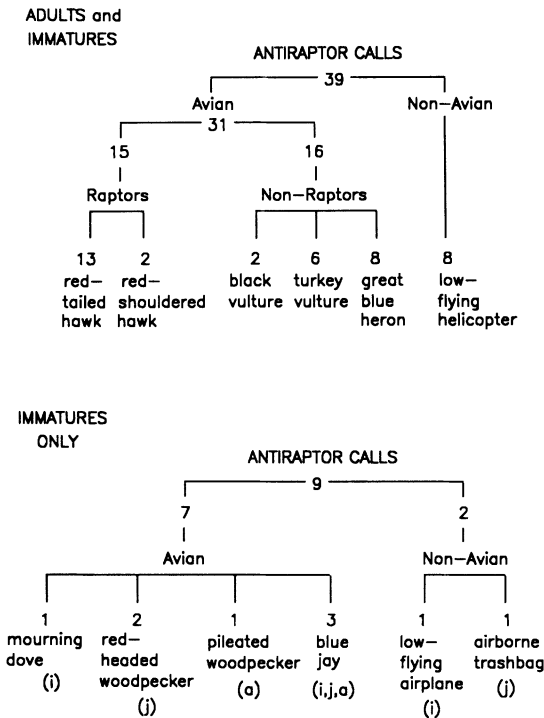 ADULTS and
IMMATURES
ANTIRAPTOR CALLS
39
Avian
Non-Avian
31
15
16
Raptors
Non-Raptors
13
2
2
6
8
8
red-
tailed
hawk
red-
shouldered
hawk
black
vulture
turkey
vulture
great
blue
heron
low-
flying
helicopter
IMMATURES
ONLY
ANTIRAPTOR CALLS
9
7
2
Avian
Non-Avian
1
2
1
3
1
1
mourning
dove
(i)
red-
headed
woodpecker
(j)
pileated
woodpecker
(a)
blue
jay
(i,j,a)
low-
flying
airplane
(i)
airborne
trashbag
(j)